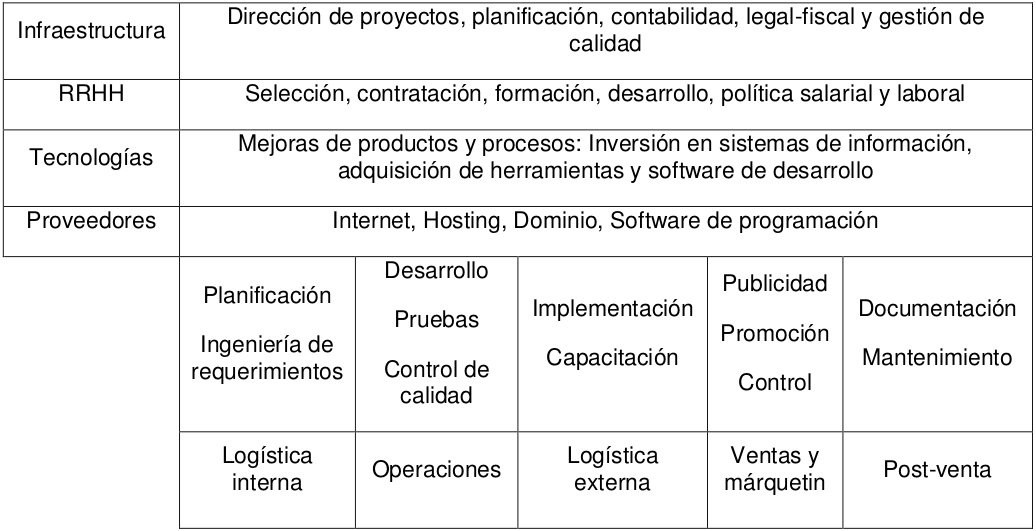 Infraestructura
Dirección de proyectos, planificación, contabilidad, legal-fiscal y gestión de
calidad
RRHH
Selección, contratación, formación, desarrollo, política salarial y laboral
Tecnologías
Mejoras de productos y procesos: Inversión en sistemas de información,
adquisición de herramientas y software de desarrollo
Proveedores
Internet, Hosting, Dominio, Software de programación
Planificación
Ingeniería de
requerimientos
Desarrollo
Pruebas
Control de
calidad
Implementación
Capacitación
Publicidad
Promoción
Control
Documentación
Mantenimiento
Logística
interna
Operaciones
Logística
externa
Ventas y
márquetin
Post-venta